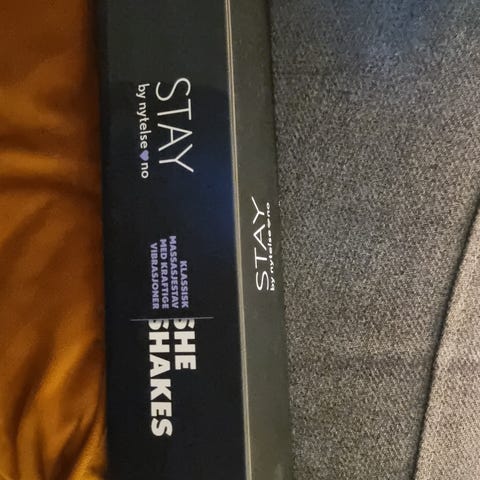 STAY
by nytelse♥no
KLASSISK
MASSASJESTAV
MED KRAFTIGE
VIBRASJONER
SHE
SHAKES
STAY
by nytelse♥no